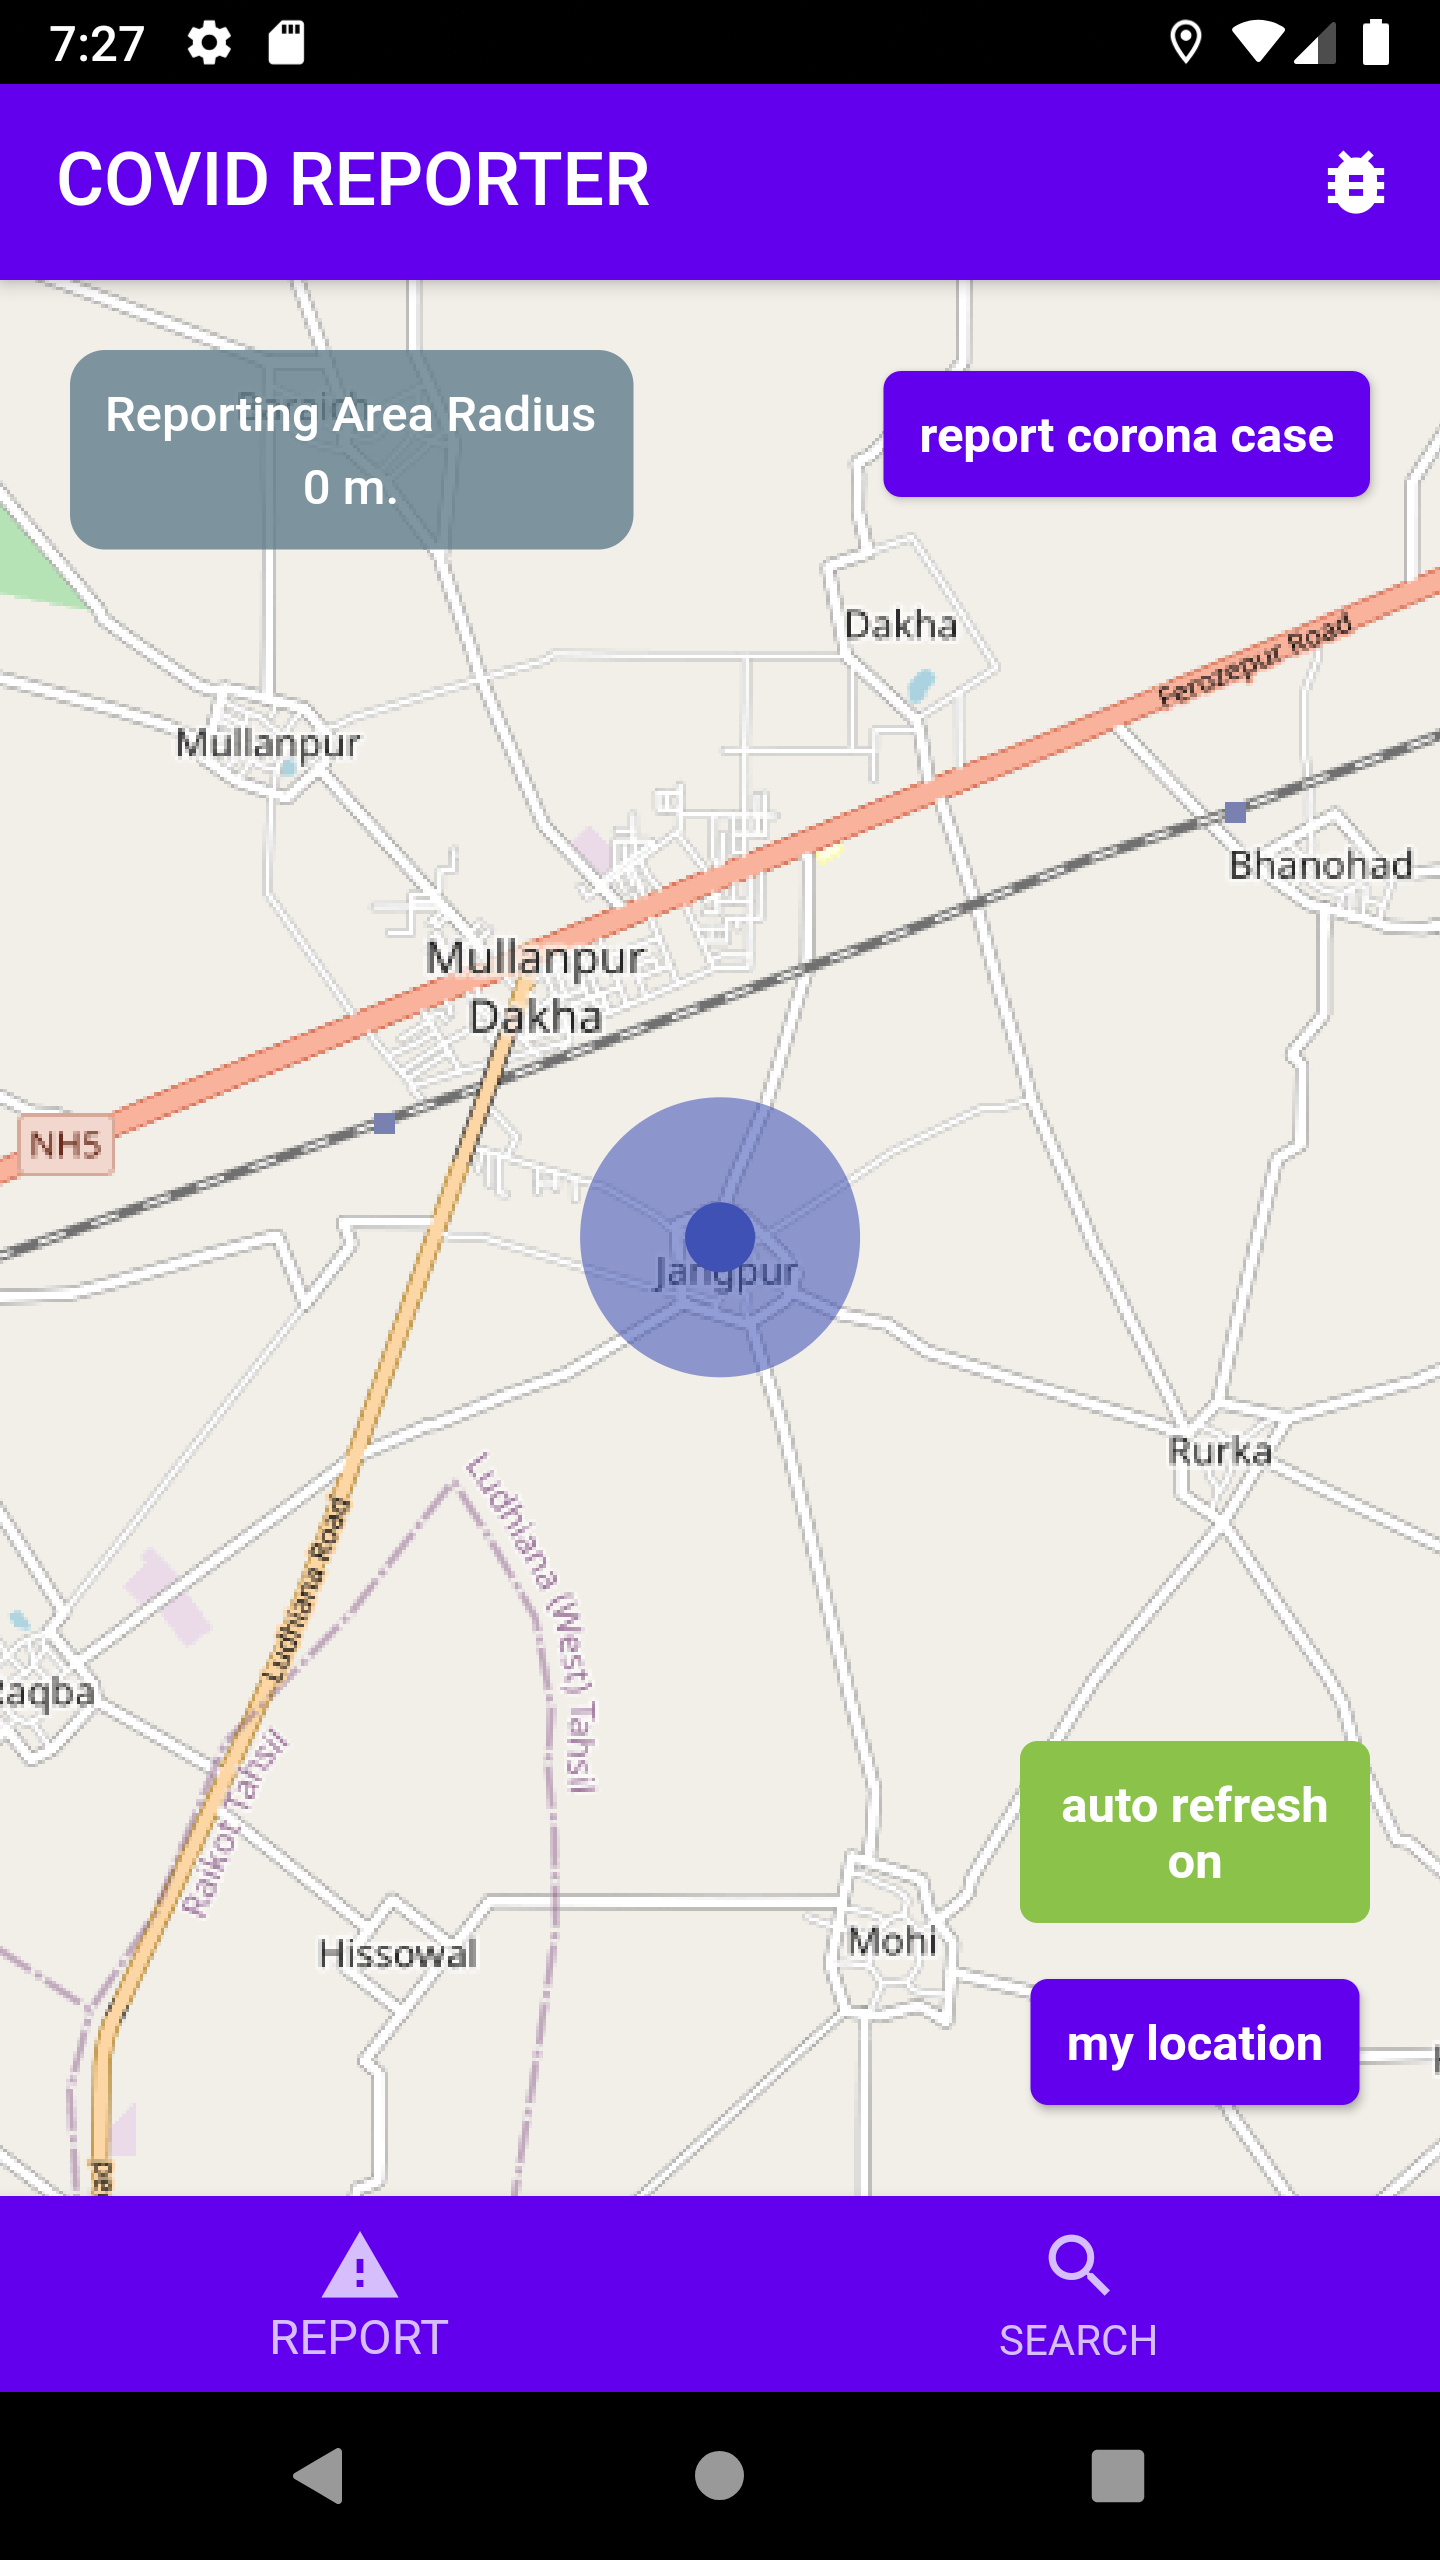 7:27
COVID REPORTER
Reporting Area Radius
0 m.
report corona case
Dakha
Ferozepur Road
Mullanpur
Bhanohad
Mullanpur
Dakha
NH5
Jangpur
Rurka
Ludhiana Road
Ludhiana (West) Tahsil
Raikot Tahsil
auto refresh
on
Hissowal
Mohi
my location
REPORT
SEARCH